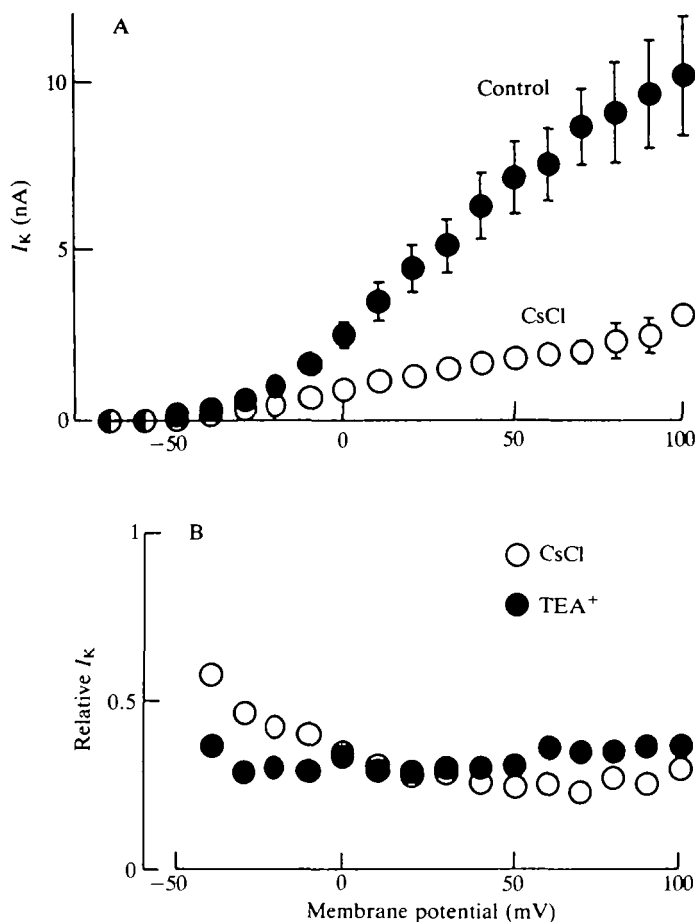 A
10
Control
I_K (nA)
5
CsCl
0
−50
0
50
100
1
B
CsCl
TEA⁺
Relative I_K
0.5
0
−50
0
50
100
Membrane potential (mV)